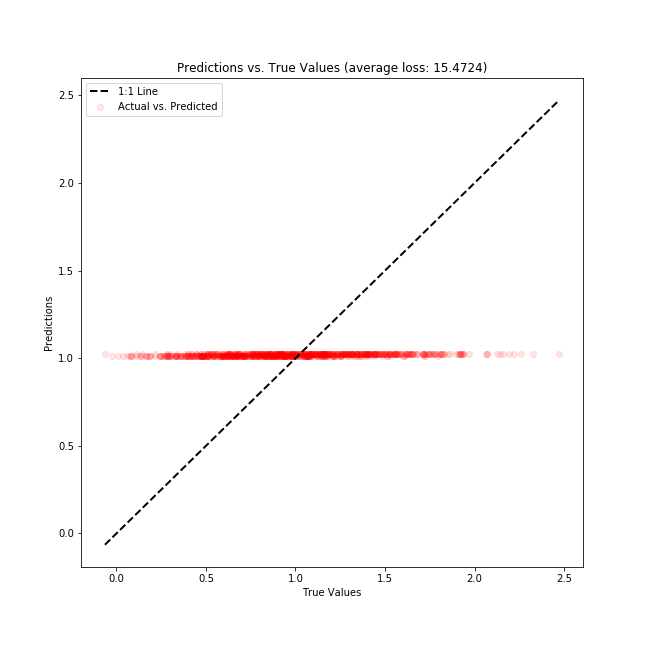 Predictions vs. True Values (average loss: 15.4724)
1:1 Line
Actual vs. Predicted
2.5
2.0
1.5
1.0
0.5
0.0
Predictions
0.0 0.5 1.0 1.5 2.0 2.5
True Values